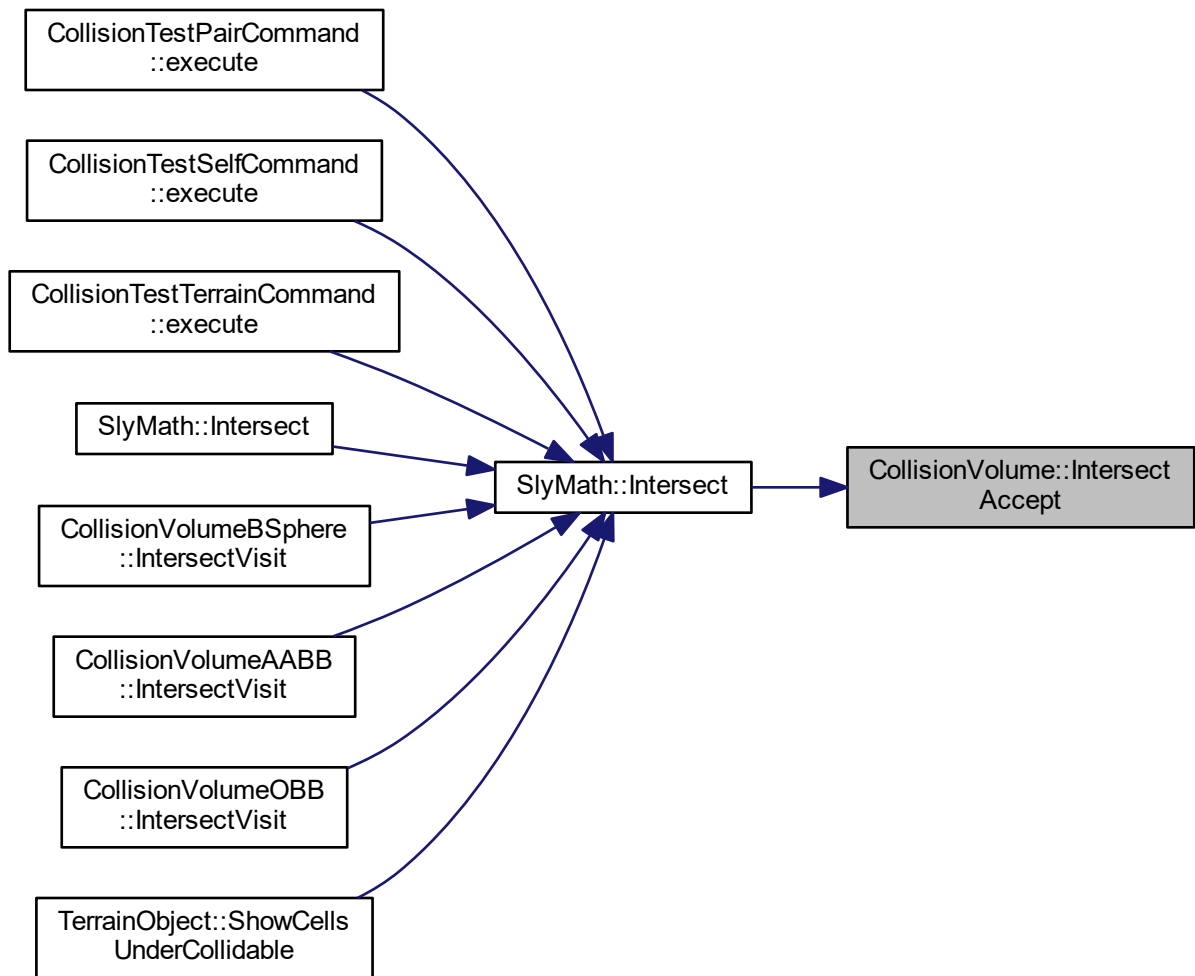 CollisionTestPairCommand
::execute
CollisionTestSelfCommand
::execute
CollisionTestTerrainCommand
::execute
SlyMath::Intersect
CollisionVolumeBSphere
::IntersectVisit
CollisionVolumeAABB
::IntersectVisit
CollisionVolumeOBB
::IntersectVisit
TerrainObject::ShowCells
UnderCollidable
SlyMath::Intersect
CollisionVolume::Intersect
Accept